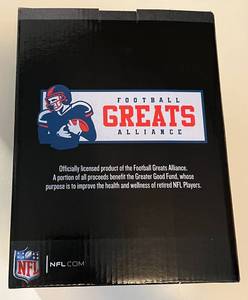 FOOTBALL
GREATS
ALLIANCE
Officially licensed product of the Football Greats Alliance.
A portion of all proceeds benefit the Greater Good Fund, whose
purpose is to improve the health and wellness of retired NFL Players.
NFL | NFL.COM